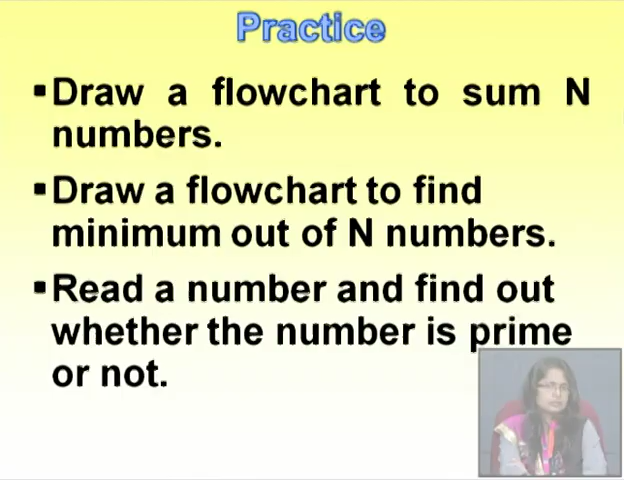 Practice
▪Draw a flowchart to sum N
numbers.
▪Draw a flowchart to find
minimum out of N numbers.
▪Read a number and find out
whether the number is prime
or not.